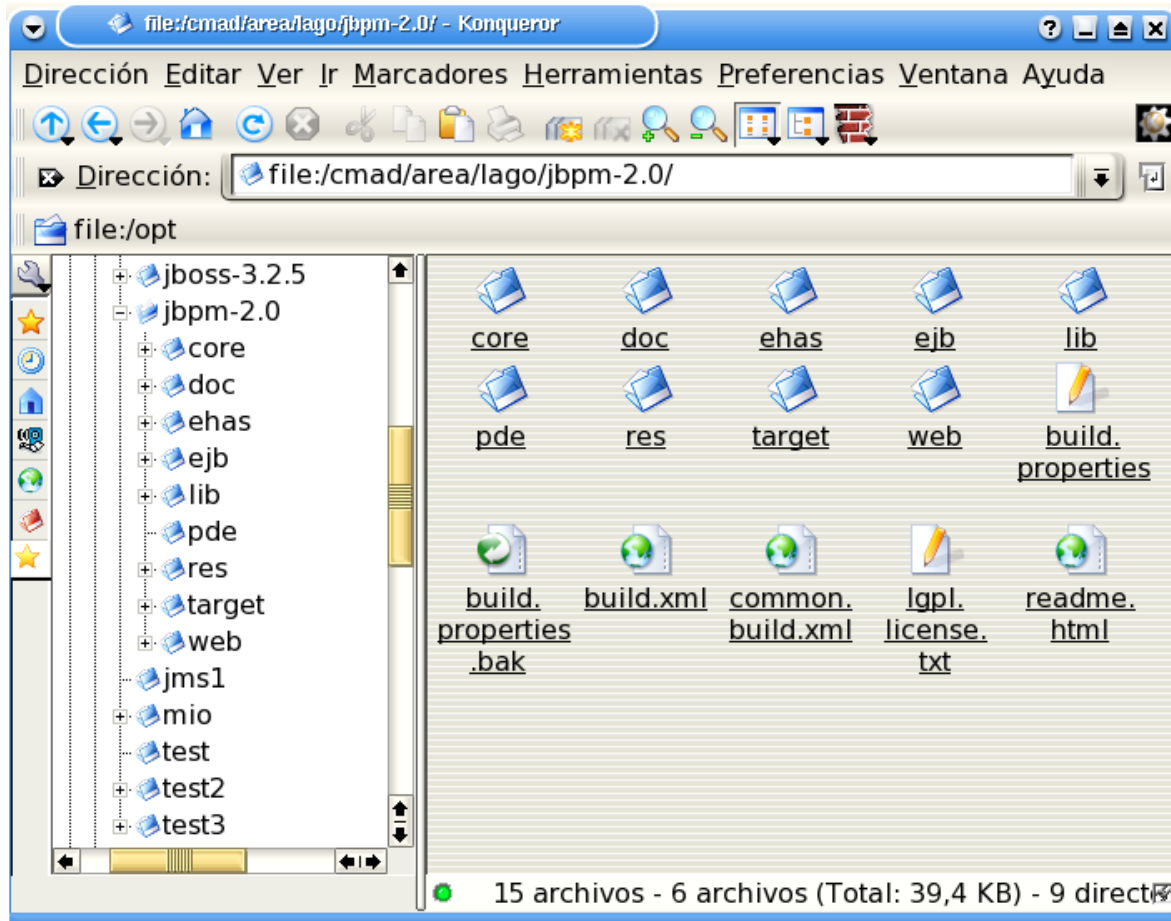 file:/cmad/area/lago/jbpm-2.0/ - Konqueror
Dirección Editar Ver Ir Marcadores Herramientas Preferencias Ventana Ayuda
Dirección: file:/cmad/area/lago/jbpm-2.0/
file:/opt
jboss-3.2.5
jbpm-2.0
core
doc
ehas
ejb
lib
pde
res
target
web
jms1
mio
test
test2
test3
core doc ehas ejb lib
pde res target web build.
properties
build. build.xml common. lgpl. readme.
properties build.xml license. html
.bak txt
15 archivos - 6 archivos (Total: 39,4 KB) - 9 direct